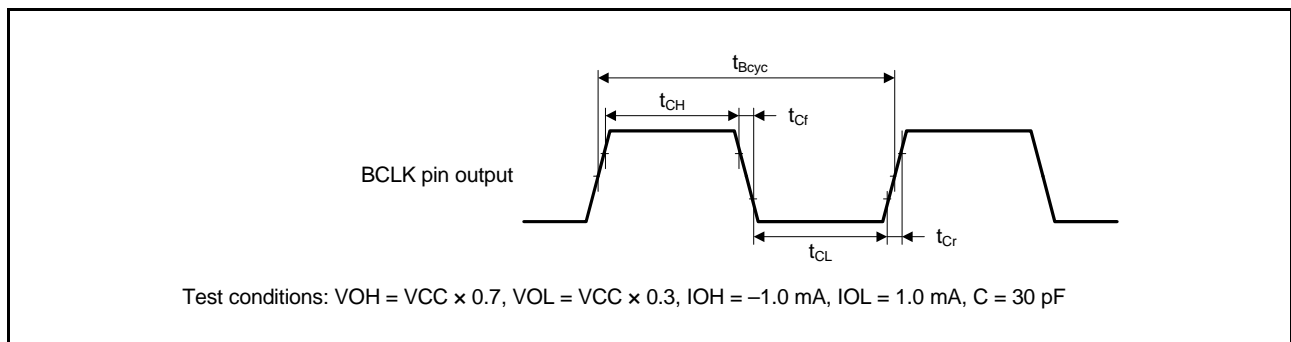 tBcyc
tCH
tCf
BCLK pin output
tCL
tCr
Test conditions: VOH = VCC × 0.7, VOL = VCC × 0.3, IOH = –1.0 mA, IOL = 1.0 mA, C = 30 pF